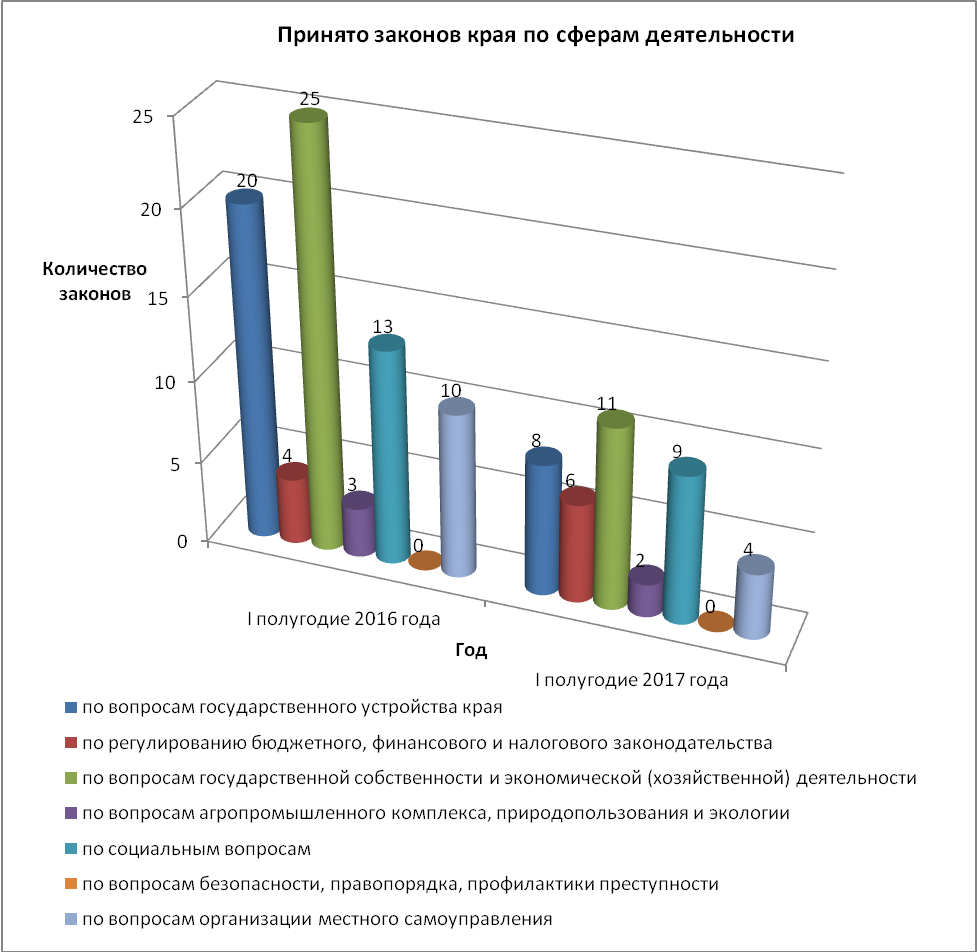 Принято законов края по сферам деятельности
Количество
законов
25
20
15
10
5
0
20
4
25
3
13
0
10
8
6
11
2
9
0
4
I полугодие 2016 года
I полугодие 2017 года
Год
по вопросам государственного устройства края
по регулированию бюджетного, финансового и налогового законодательства
по вопросам государственной собственности и экономической (хозяйственной) деятельности
по вопросам агропромышленного комплекса, природопользования и экологии
по социальным вопросам
по вопросам безопасности, правопорядка, профилактики преступности
по вопросам организации местного самоуправления